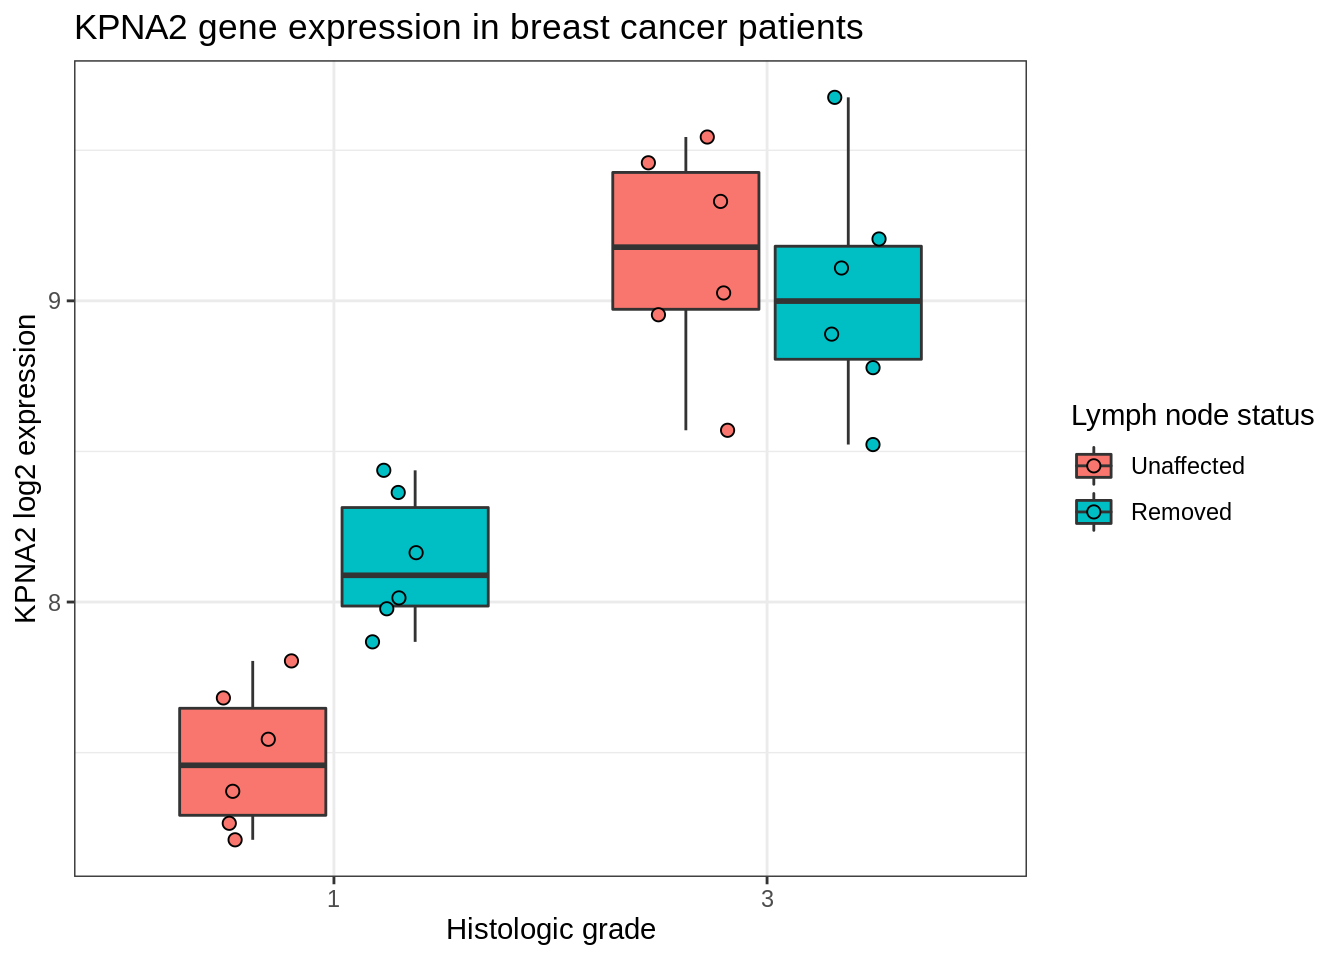 KPNA2 gene expression in breast cancer patients
KPNA2 log2 expression
9
8
1
3
Histologic grade
Lymph node status
Unaffected
Removed